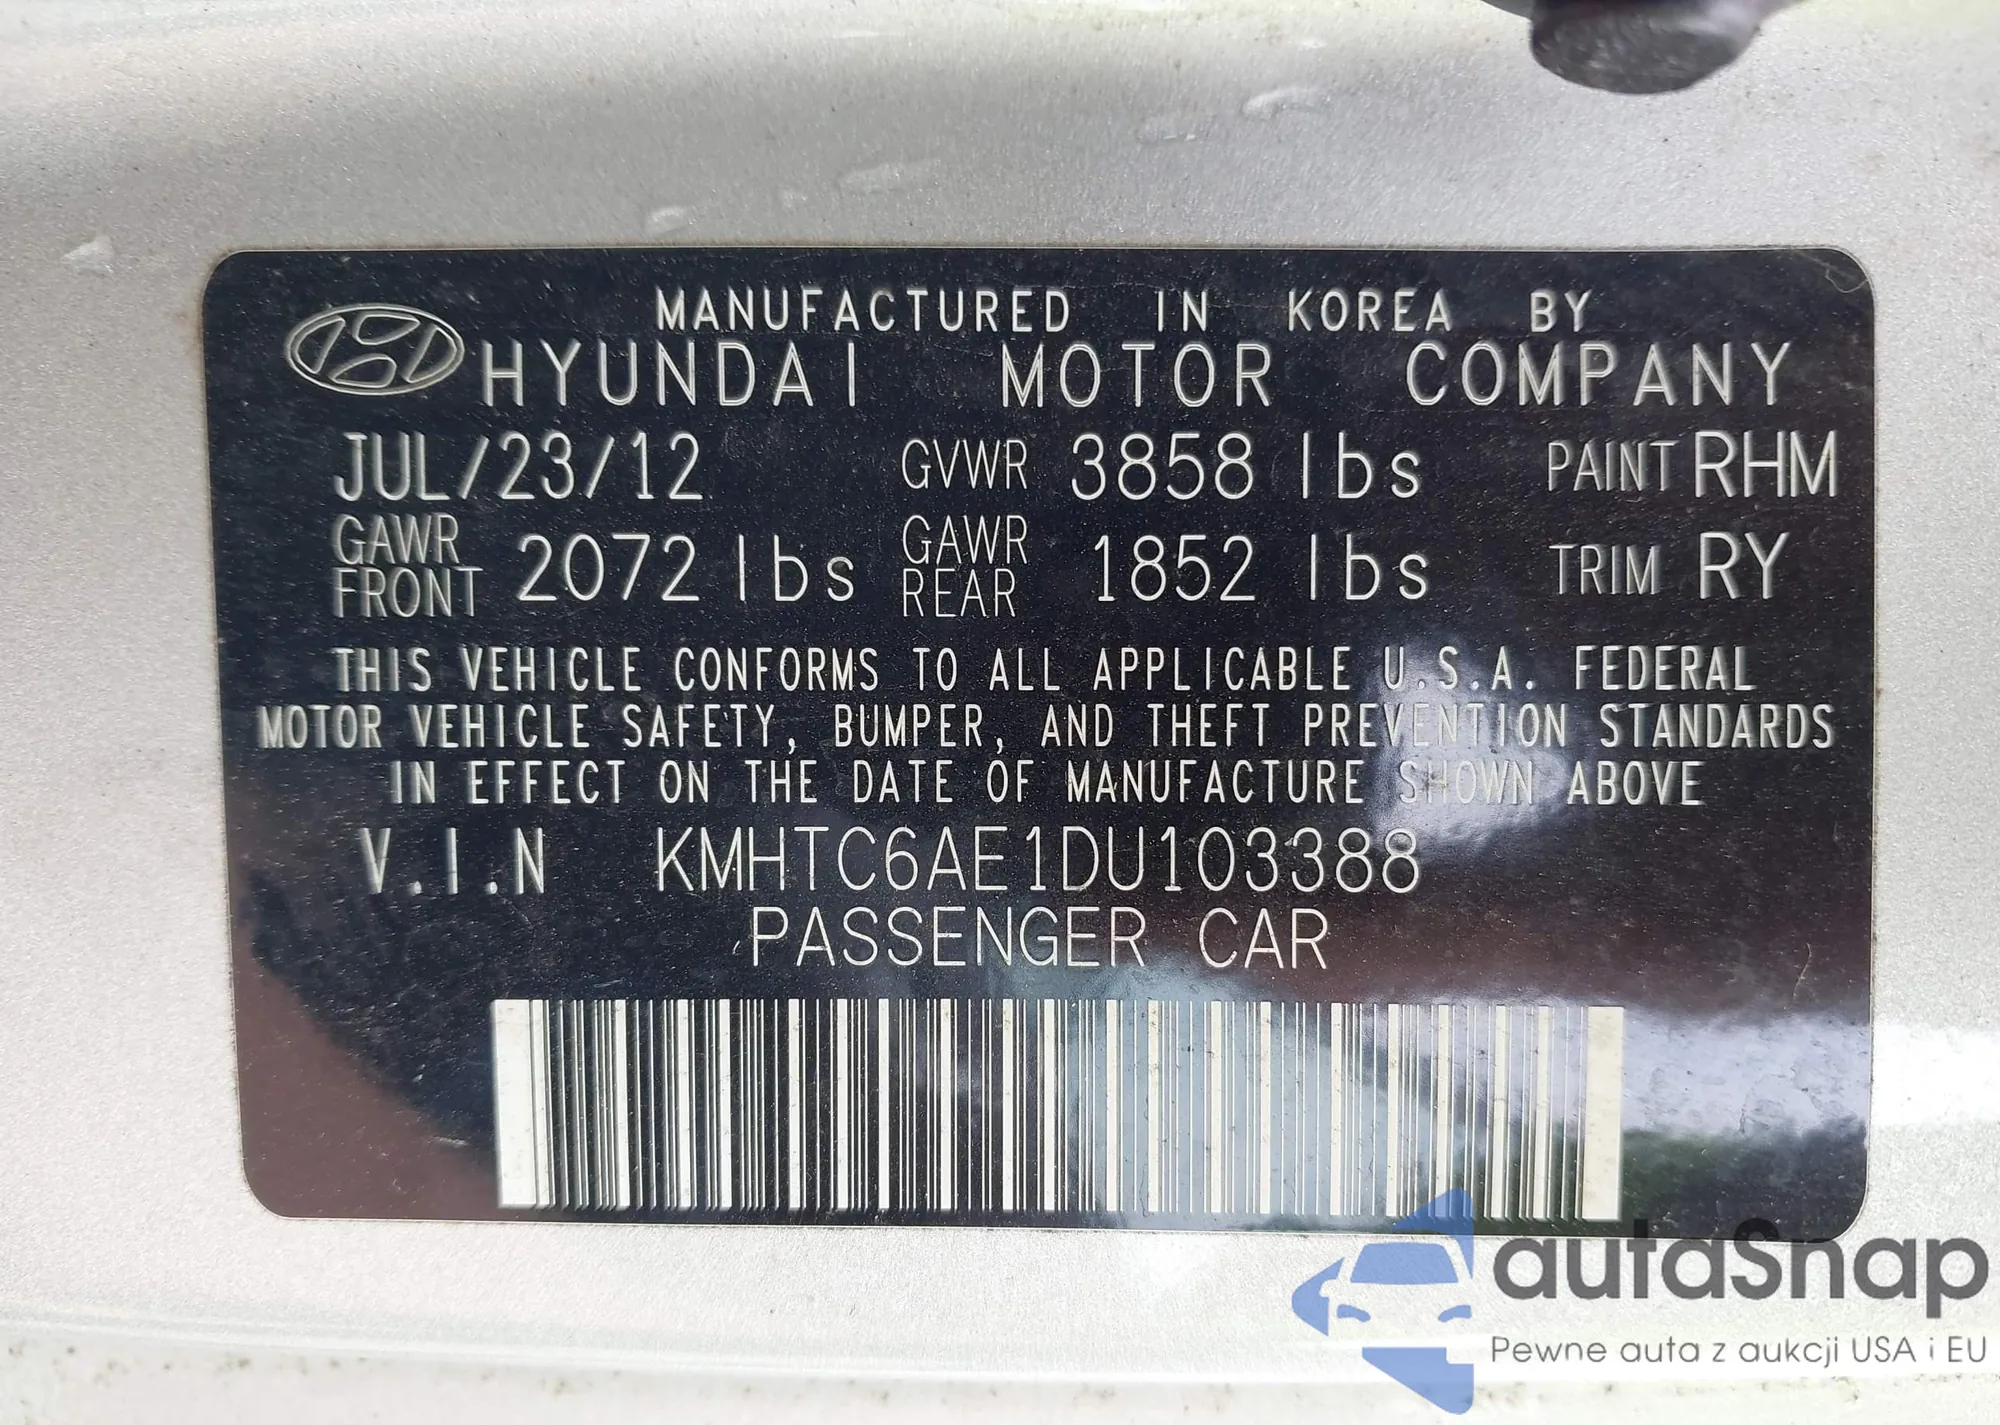 MANUFACTURED IN KOREA BY
HYUNDAI MOTOR COMPANY
JUL/23/12 GVWR 3858 lbs PAINT RHM
GAWR FRONT 2072 lbs GAWR REAR 1852 lbs TRIM RY
THIS VEHICLE CONFORMS TO ALL APPLICABLE U.S.A. FEDERAL
MOTOR VEHICLE SAFETY, BUMPER, AND THEFT PREVENTION STANDARDS
IN EFFECT ON THE DATE OF MANUFACTURE SHOWN ABOVE
V.I.N KMHTC6AE1DU103388
PASSENGER CAR
autaSnap
Pewne auta z aukcji USA i EU